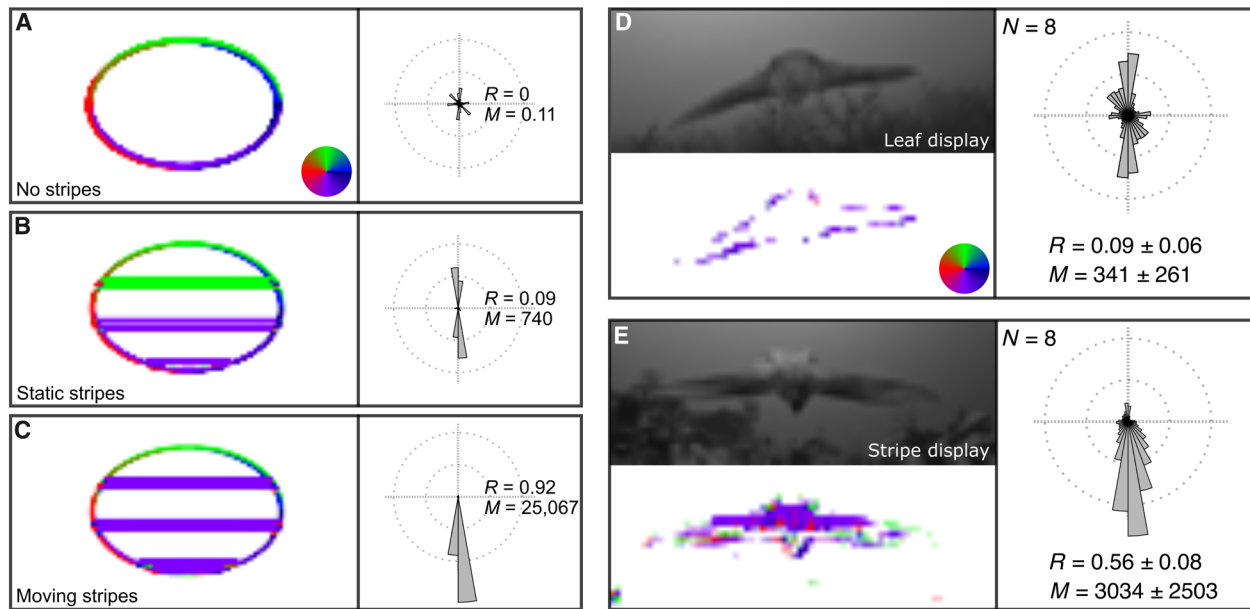 A
R = 0
M = 0.11
No stripes
B
R = 0.09
M = 740
Static stripes
C
R = 0.92
M = 25,067
Moving stripes
D
N = 8
Leaf display
R = 0.09 ± 0.06
M = 341 ± 261
E
N = 8
Stripe display
R = 0.56 ± 0.08
M = 3034 ± 2503